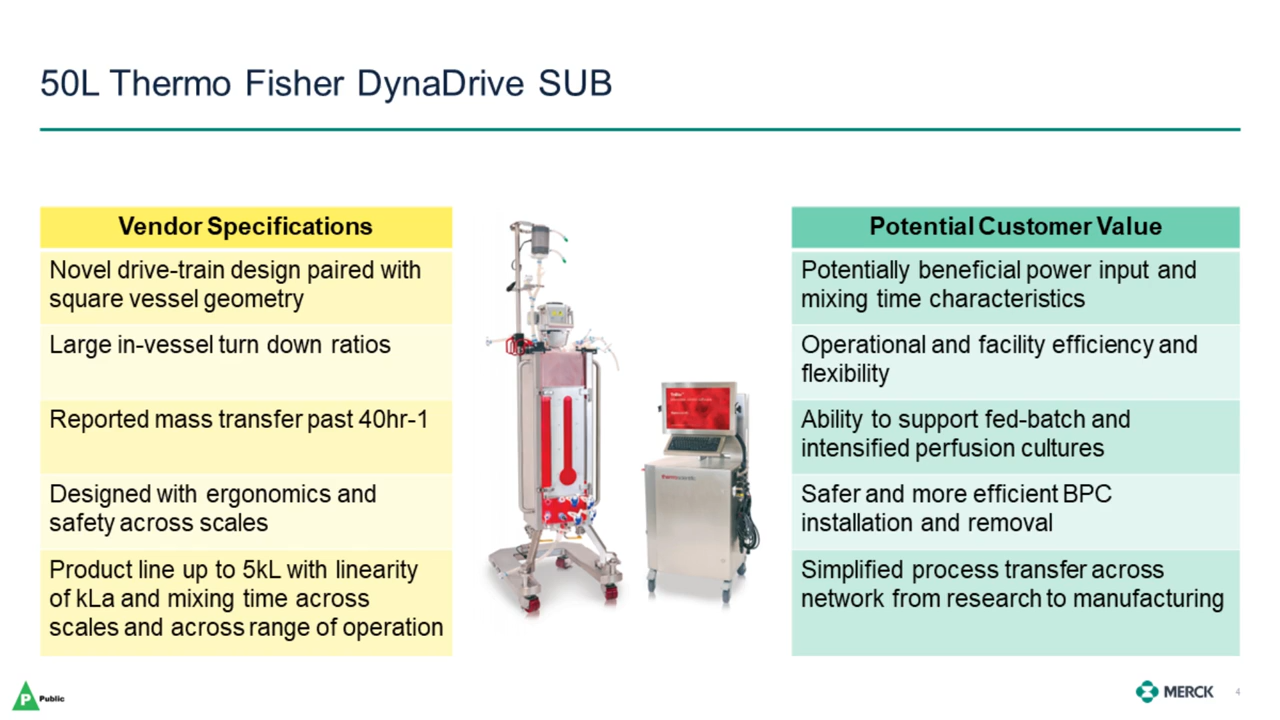 50L Thermo Fisher DynaDrive SUB
Vendor Specifications
Novel drive-train design paired with
square vessel geometry
Large in-vessel turn down ratios
Reported mass transfer past 40hr-1
Designed with ergonomics and
safety across scales
Product line up to 5kL with linearity
of kLa and mixing time across
scales and across range of operation
Potential Customer Value
Potentially beneficial power input and
mixing time characteristics
Operational and facility efficiency and
flexibility
Ability to support fed-batch and
intensified perfusion cultures
Safer and more efficient BPC
installation and removal
Simplified process transfer across
network from research to manufacturing
P
Public
MERCK
4